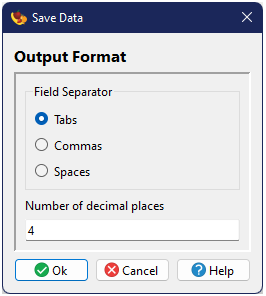 Save Data
Output Format
Field Separator
Tabs
Commas
Spaces
Number of decimal places
4
Ok Cancel Help